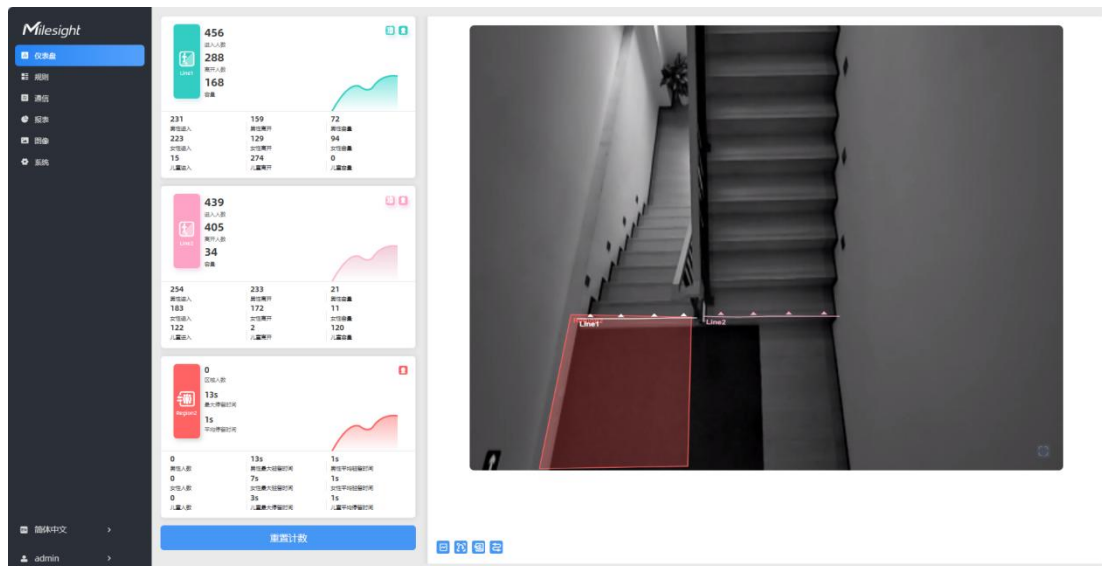 Milesight
仪表盘
规则
通信
报表
图像
系统
简体中文
admin
Line1
456
进入人数
288
离开人数
168
容量
231 159 72
男性进入 男性离开 男性容量
223 129 94
女性进入 女性离开 女性容量
15 274 0
儿童进入 儿童离开 儿童容量
439
进入人数
405
离开人数
34
容量
254 233 21
男性进入 男性离开 男性容量
183 172 11
女性进入 女性离开 女性容量
122 2 120
儿童进入 儿童离开 儿童容量
Region2
0
区域人数
13s
最大停留时间
1s
平均停留时间
0 13s 1s
男性人数 男性最大驻留时间 男性平均驻留时间
0 7s 1s
女性人数 女性最大驻留时间 女性平均驻留时间
0 3s 1s
儿童人数 儿童最大停留时间 儿童平均停留时间
重置计数
Line1
Line2